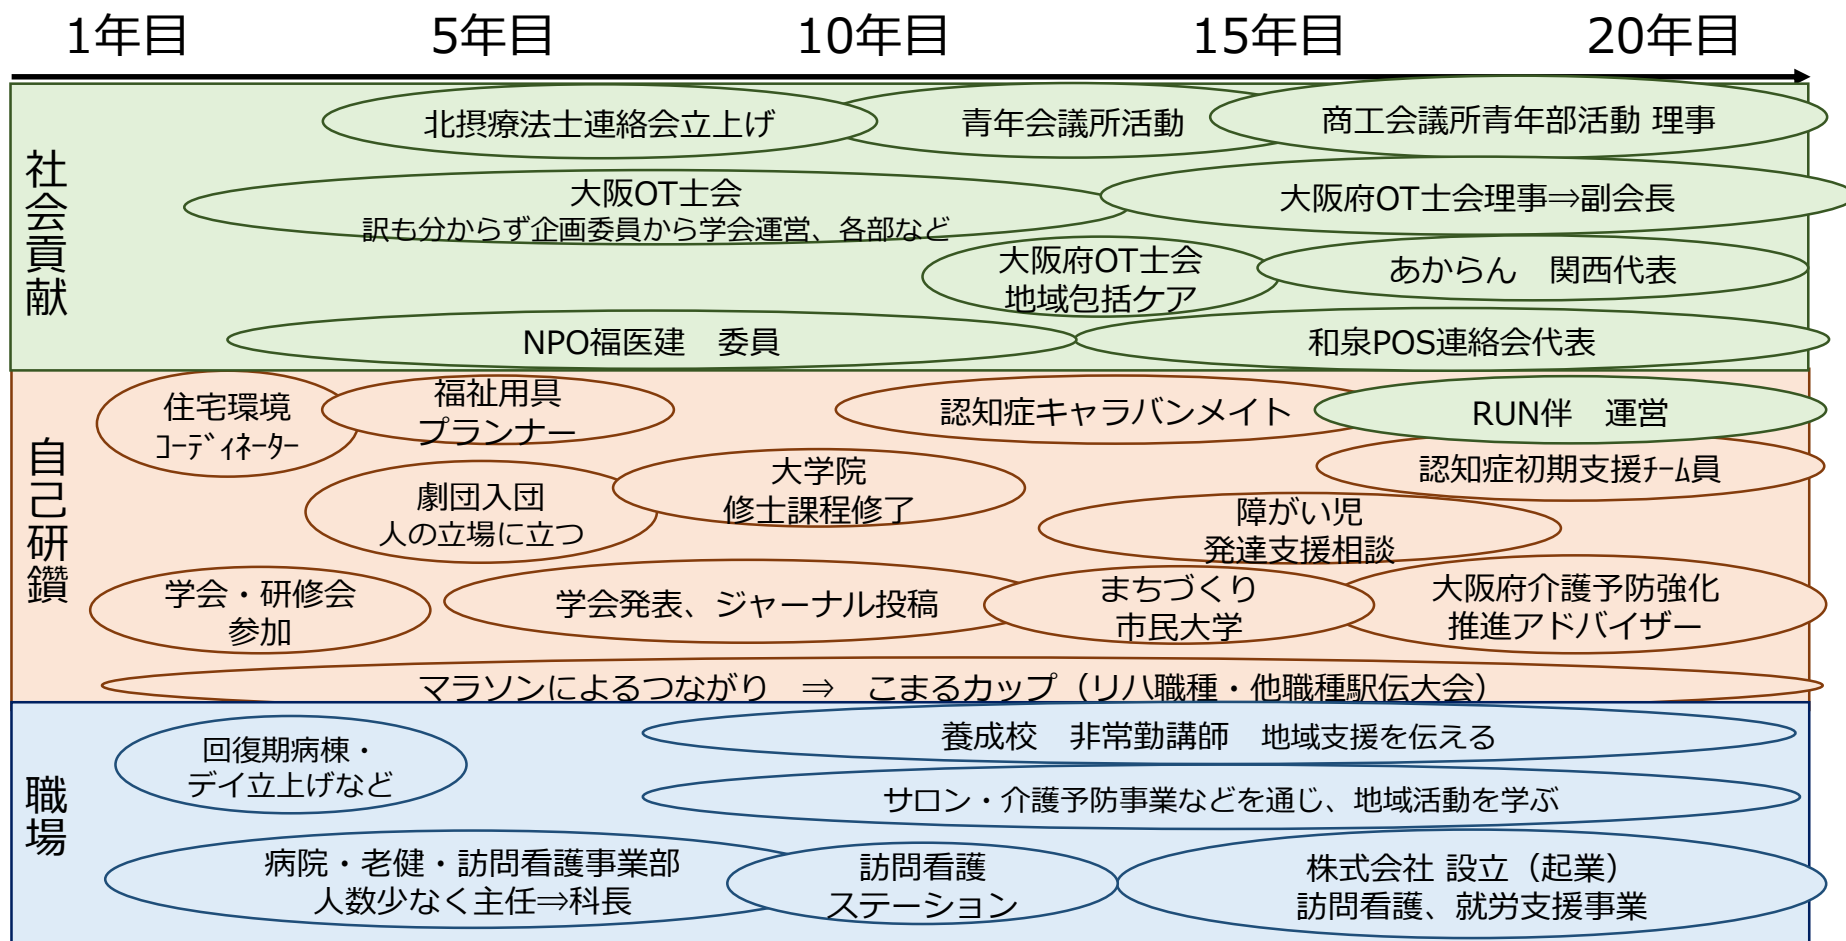 1年目 5年目 10年目 15年目 20年目
社会貢献
北摂療法士連絡会立上げ
青年会議所活動
商工会議所青年部活動 理事
大阪OT士会
訳も分からず企画委員から学会運営、各部など
大阪府OT士会理事⇒副会長
大阪府OT士会
地域包括ケア
あからん　関西代表
NPO福医建　委員
和泉POS連絡会代表
自己研鑽
住宅環境
ｺｰﾃﾞｨﾈｰﾀｰ
福祉用具
プランナー
認知症キャラバンメイト
RUN伴　運営
劇団入団
人の立場に立つ
大学院
修士課程修了
認知症初期支援ﾁｰﾑ員
障がい児
発達支援相談
学会・研修会
参加
学会発表、ジャーナル投稿
まちづくり
市民大学
大阪府介護予防強化
推進アドバイザー
マラソンによるつながり　⇒　こまるカップ（リハ職種・他職種駅伝大会）
職場
回復期病棟・
デイ立上げなど
養成校　非常勤講師　地域支援を伝える
サロン・介護予防事業などを通じ、地域活動を学ぶ
病院・老健・訪問看護事業部
人数少なく主任⇒科長
訪問看護
ステーション
株式会社 設立（起業）
訪問看護、就労支援事業